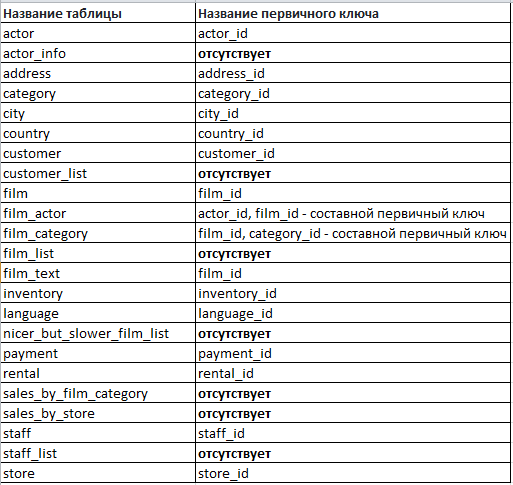 Название таблицы Название первичного ключа
actor actor_id
actor_info отсутствует
address address_id
category category_id
city city_id
country country_id
customer customer_id
customer_list отсутствует
film film_id
film_actor actor_id, film_id - составной первичный ключ
film_category film_id, category_id - составной первичный ключ
film_list отсутствует
film_text film_id
inventory inventory_id
language language_id
nicer_but_slower_film_list отсутствует
payment payment_id
rental rental_id
sales_by_film_category отсутствует
sales_by_store отсутствует
staff staff_id
staff_list отсутствует
store store_id